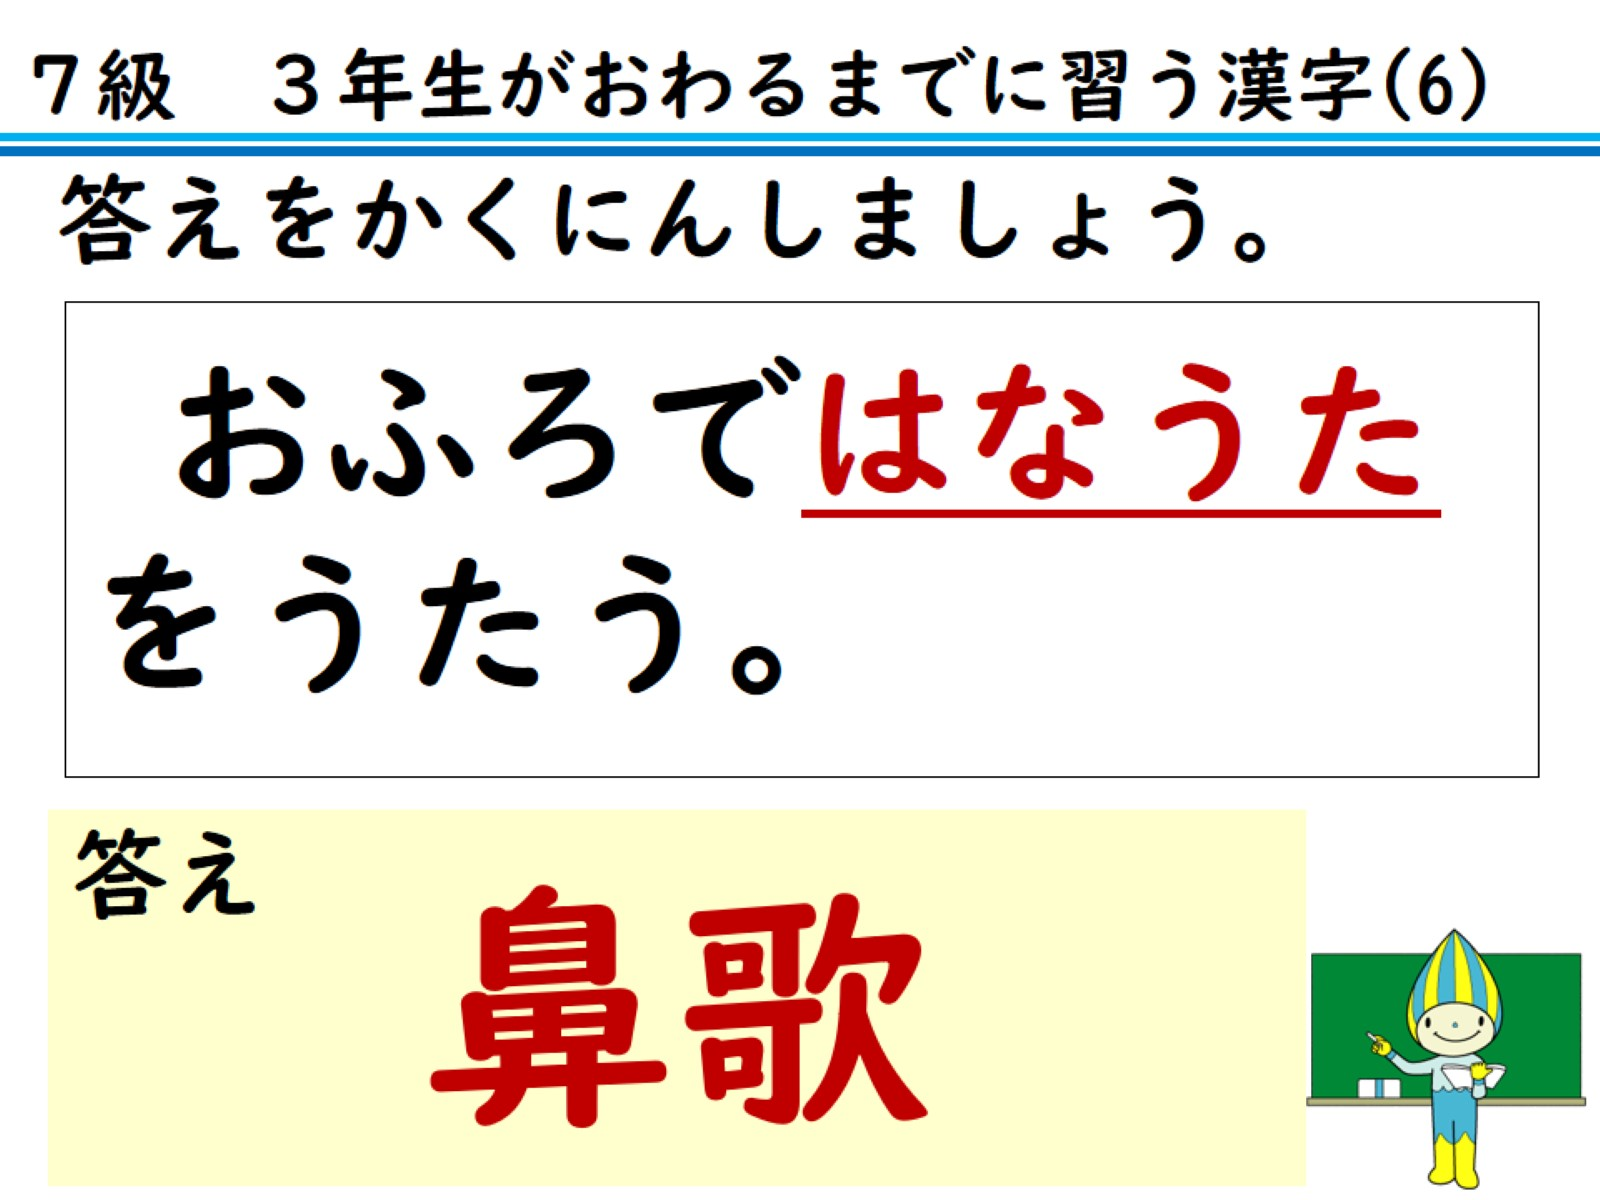 ７級　３年生がおわるまでに習う漢字(6)
答えをかくにんしましょう。
おふろではなうた
をうたう。
答え
鼻歌